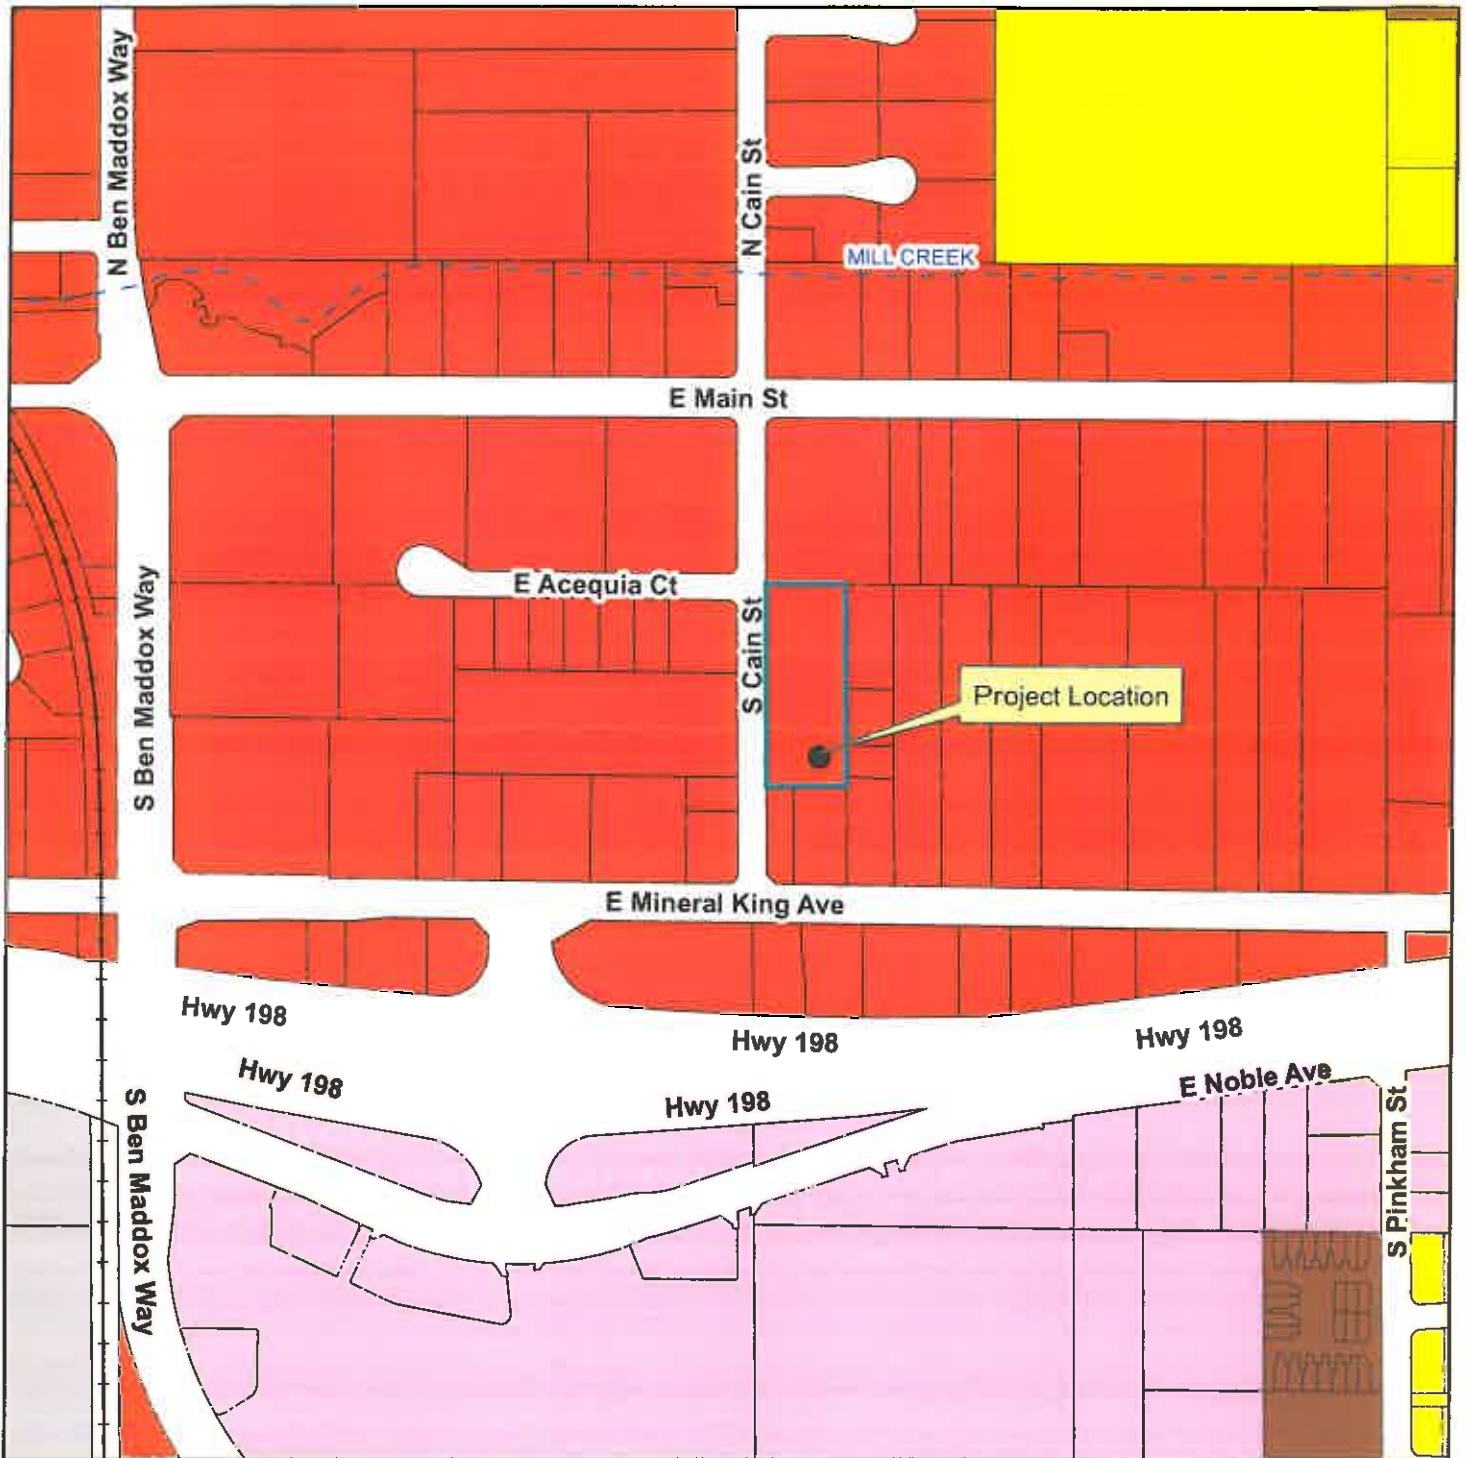 N Ben Maddox Way
N Cain St
MILL CREEK
E Main St
E Acequia Ct
S Ben Maddox Way
S Cain St
Project Location
E Mineral King Ave
Hwy 198
Hwy 198
Hwy 198
Hwy 198
Hwy 198
E Noble Ave
S Ben Maddox Way
S Pinkham St